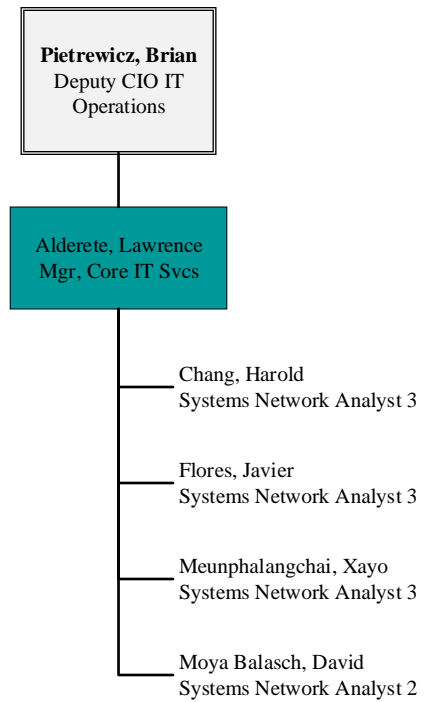 Pietrewicz, Brian
Deputy CIO IT
Operations
Alderete, Lawrence
Mgr, Core IT Svcs
Chang, Harold
Systems Network Analyst 3
Flores, Javier
Systems Network Analyst 3
Meunphalangchai, Xayo
Systems Network Analyst 3
Moya Balasch, David
Systems Network Analyst 2